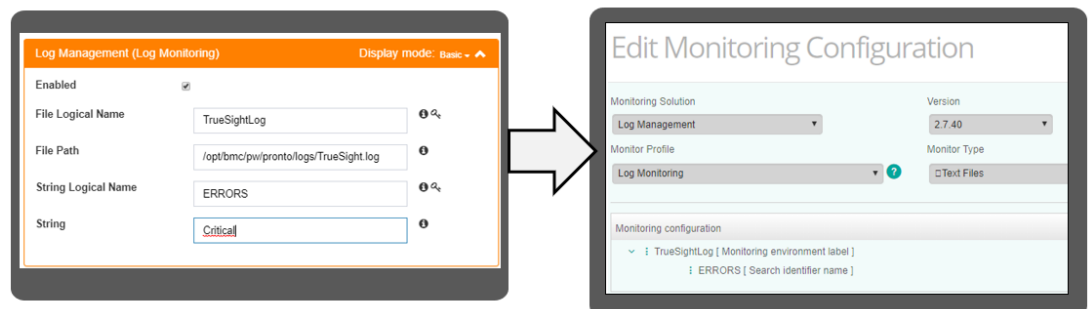 Log Management (Log Monitoring) Display mode: Basic
Enabled
File Logical Name TrueSightLog
File Path /opt/bmc/pw/pronto/logs/TrueSight.log
String Logical Name ERRORS
String Critical
Edit Monitoring Configuration
Monitoring Solution Version
Log Management 2.7.40
Monitor Profile Monitor Type
Log Monitoring ? Text Files
Monitoring configuration
TrueSightLog [ Monitoring environment label ]
ERRORS [ Search identifier name ]